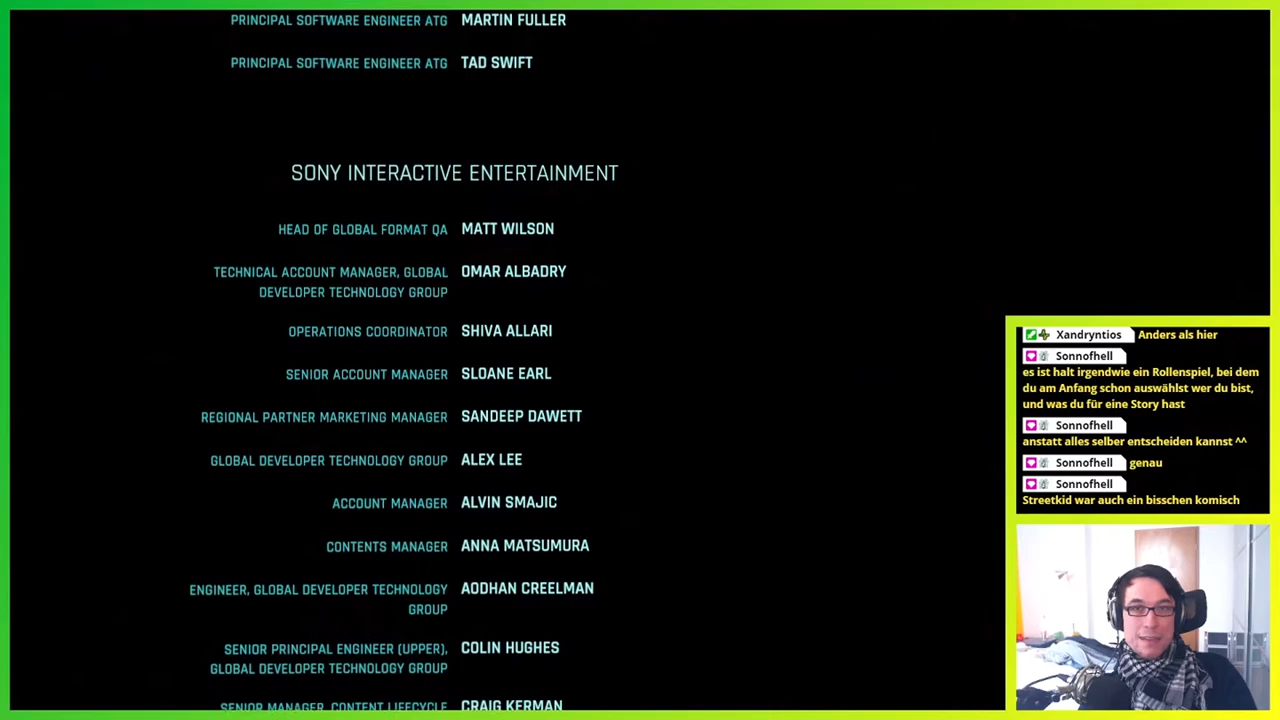 PRINCIPAL SOFTWARE ENGINEER ATG MARTIN FULLER
PRINCIPAL SOFTWARE ENGINEER ATG TAD SWIFT
SONY INTERACTIVE ENTERTAINMENT
HEAD OF GLOBAL FORMAT QA MATT WILSON
TECHNICAL ACCOUNT MANAGER, GLOBAL OMAR ALBADRY
DEVELOPER TECHNOLOGY GROUP
OPERATIONS COORDINATOR SHIVA ALLARI
SENIOR ACCOUNT MANAGER SLOANE EARL
REGIONAL PARTNER MARKETING MANAGER SANDEEP DAWETT
GLOBAL DEVELOPER TECHNOLOGY GROUP ALEX LEE
ACCOUNT MANAGER ALVIN SMAJIC
CONTENTS MANAGER ANNA MATSUMURA
ENGINEER, GLOBAL DEVELOPER TECHNOLOGY AODHAN CREELMAN
GROUP
SENIOR PRINCIPAL ENGINEER (UPPER), COLIN HUGHES
GLOBAL DEVELOPER TECHNOLOGY GROUP
SENIOR MANAGER, CONTENT LIFECYCLE CRAIG KERMAN
Xandryntios Anders als hier
Sonnofhell
es ist halt irgendwie ein Rollenspiel, bei dem
du am Anfang schon auswählst wer du bist,
und was du für eine Story hast
Sonnofhell
anstatt alles selber entscheiden kannst ^^
Sonnofhell genau
Sonnofhell
Streetkid war auch ein bisschen komisch